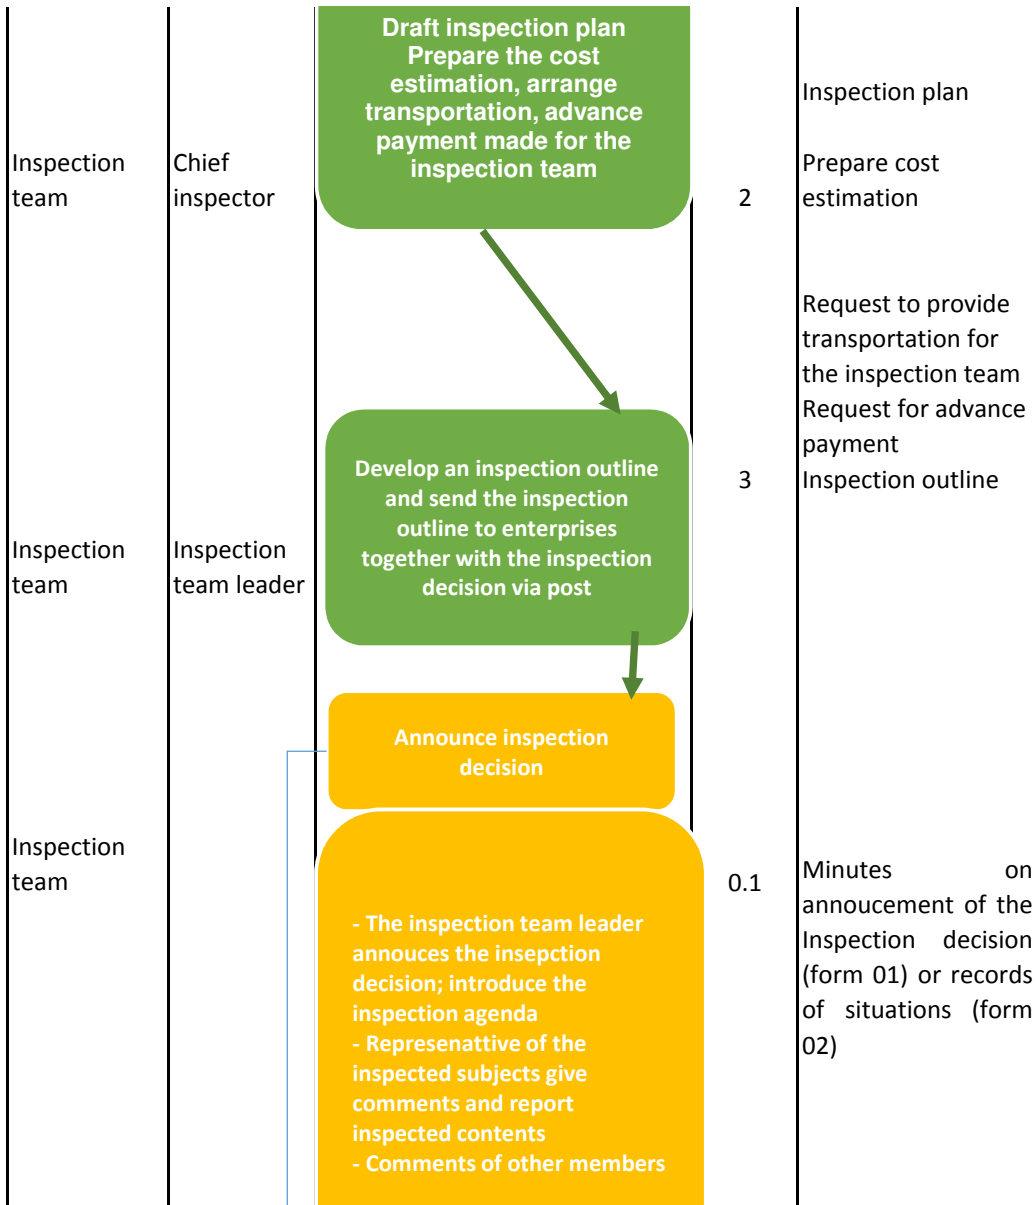 Draft inspection plan
Prepare the cost
estimation, arrange
transportation, advance
payment made for the
inspection team
Inspection
team
Chief
inspector
2
Inspection plan
Prepare cost
estimation
Request to provide
transportation for
the inspection team
Request for advance
payment
Develop an inspection outline
and send the inspection
outline to enterprises
together with the inspection
decision via post
Inspection
team
Inspection
team leader
3
Inspection outline
Announce inspection
decision
Inspection
team
- The inspection team leader
annouces the insepction
decision; introduce the
inspection agenda
- Represenattive of the
inspected subjects give
comments and report
inspected contents
- Comments of other members
0.1
Minutes on
annoucement of the
Inspection decision
(form 01) or records
of situations (form
02)